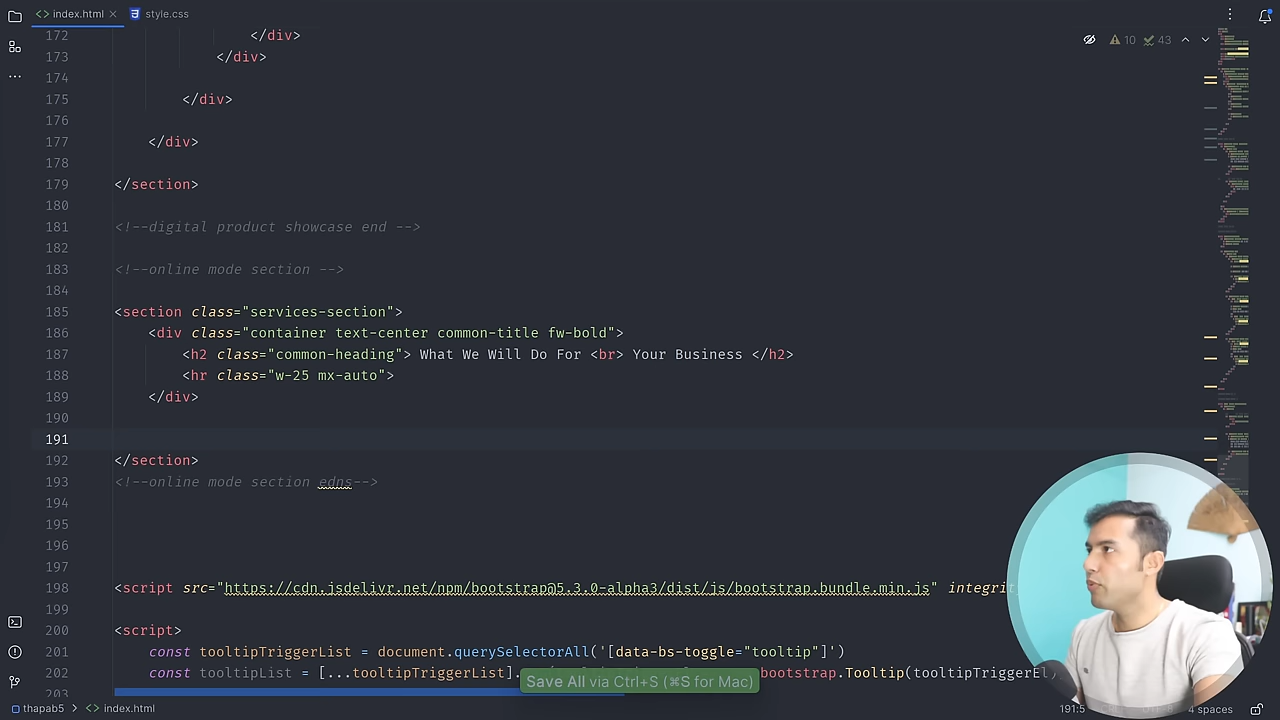 index.html
style.css
172 </div>
10 43
173 </div>
174
175 </div>
176
177 </div>
178
179 </section>
180
181 <!--digital product showcase end -->
182
183 <!--online mode section -->
184
185 <section class="services-section">
186 <div class="container text-center common-title fw-bold">
187 <h2 class="common-heading"> What We Will Do For <br> Your Business </h2>
188 <hr class="w-25 mx-auto">
189 </div>
190
191
192 </section>
193 <!--online mode section edns-->
194
195
196
197
198 <script src="https://cdn.jsdelivr.net/npm/bootstrap@5.3.0-alpha3/dist/js/bootstrap.bundle.min.js" integrit
199
200 <script>
201 const tooltipTriggerList = document.querySelectorAll('[data-bs-toggle="tooltip"]')
202 const tooltipList = [...tooltipTriggerList]. bootstrap.Tooltip(tooltipTriggerEl)
203
Save All via Ctrl+S (⌘S for Mac)
thapab5 > index.html
191:5 4 spaces